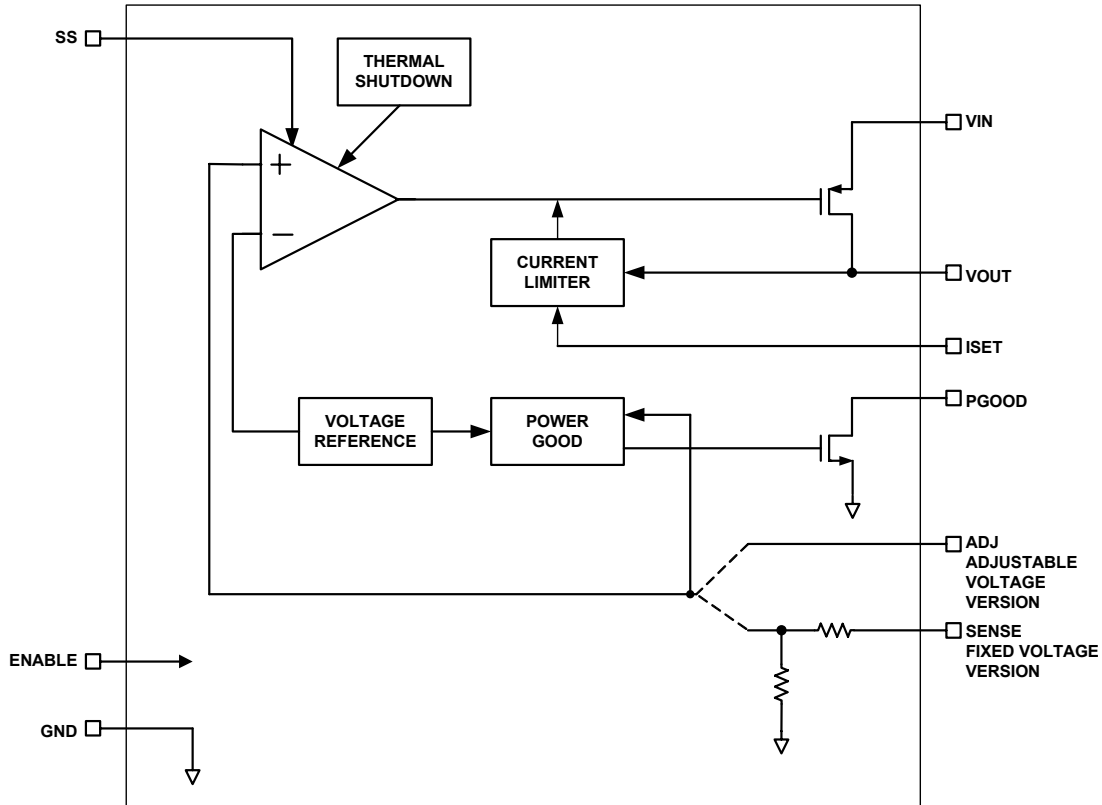 SS
THERMAL
SHUTDOWN
VIN
+
−
CURRENT
LIMITER
VOUT
ISET
PGOOD
VOLTAGE
REFERENCE
POWER
GOOD
ADJ
ADJUSTABLE
VOLTAGE
VERSION
SENSE
FIXED VOLTAGE
VERSION
ENABLE
GND